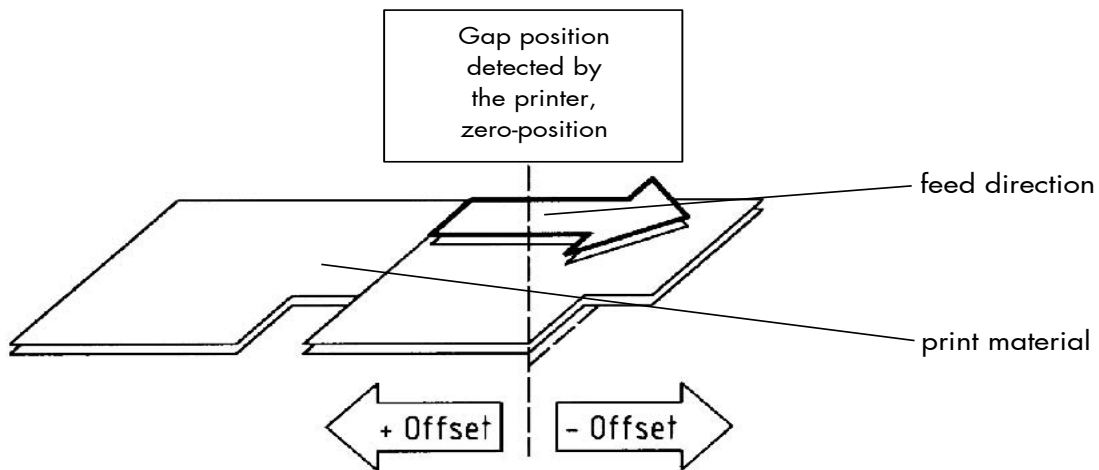 Gap position
detected by
the printer,
zero-position
feed direction
print material
+ Offset
- Offset